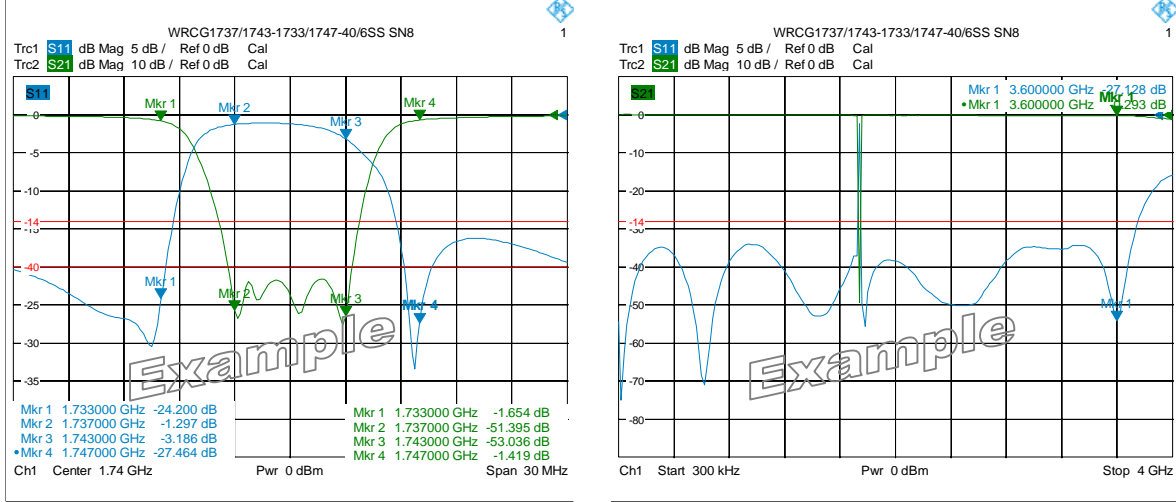 WRCG1737/1743-1733/1747-40/6SS SN8
1
Trc1 S11 dB Mag 5 dB / Ref 0 dB Cal
Trc2 S21 dB Mag 10 dB / Ref 0 dB Cal
S11
Mkr 1
Mkr 2
Mkr 3
Mkr 4
0
-5
-10
-14
-15
-40
-25
-30
-35
Mkr 1
Mkr 2
Mkr 3
Mkr 4
Example
Mkr 1 1.733000 GHz -24.200 dB
Mkr 2 1.737000 GHz -1.297 dB
Mkr 3 1.743000 GHz -3.186 dB
•Mkr 4 1.747000 GHz -27.464 dB
Mkr 1 1.733000 GHz -1.654 dB
Mkr 2 1.737000 GHz -51.395 dB
Mkr 3 1.743000 GHz -53.036 dB
Mkr 4 1.747000 GHz -1.419 dB
Ch1 Center 1.74 GHz Pwr 0 dBm Span 30 MHz
WRCG1737/1743-1733/1747-40/6SS SN8
1
Trc1 S11 dB Mag 5 dB / Ref 0 dB Cal
Trc2 S21 dB Mag 10 dB / Ref 0 dB Cal
S21
Mkr 1 3.600000 GHz -27.128 dB
•Mkr 1 3.600000 GHz dB
Mkr 1
0
-10
-20
-14
-30
-40
-50
-60
-70
-80
Mkr 1
Example
Ch1 Start 300 kHz Pwr 0 dBm Stop 4 GHz